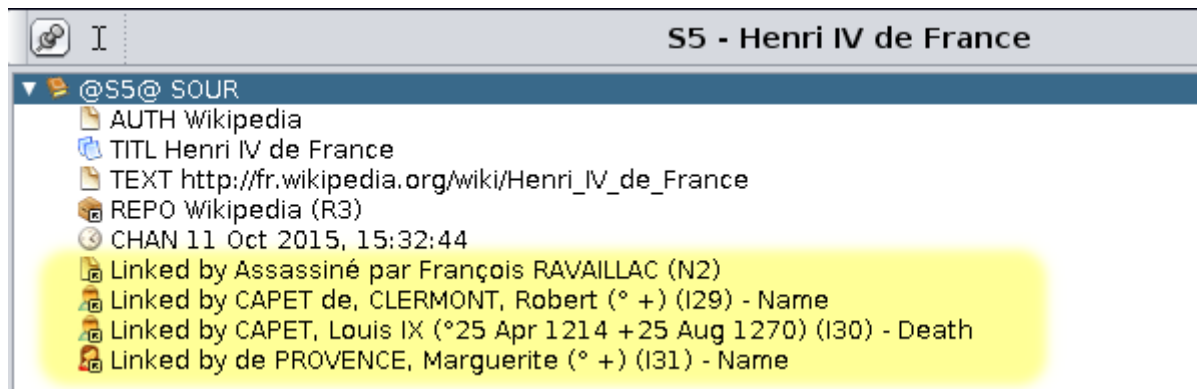 S5 - Henri IV de France
@S5@ SOUR
AUTH Wikipedia
TITL Henri IV de France
TEXT http://fr.wikipedia.org/wiki/Henri_IV_de_France
REPO Wikipedia (R3)
CHAN 11 Oct 2015, 15:32:44
Linked by Assassiné par François RAVAILLAC (N2)
Linked by CAPET de, CLERMONT, Robert (° +) (I29) - Name
Linked by CAPET, Louis IX (°25 Apr 1214 +25 Aug 1270) (I30) - Death
Linked by de PROVENCE, Marguerite (° +) (I31) - Name